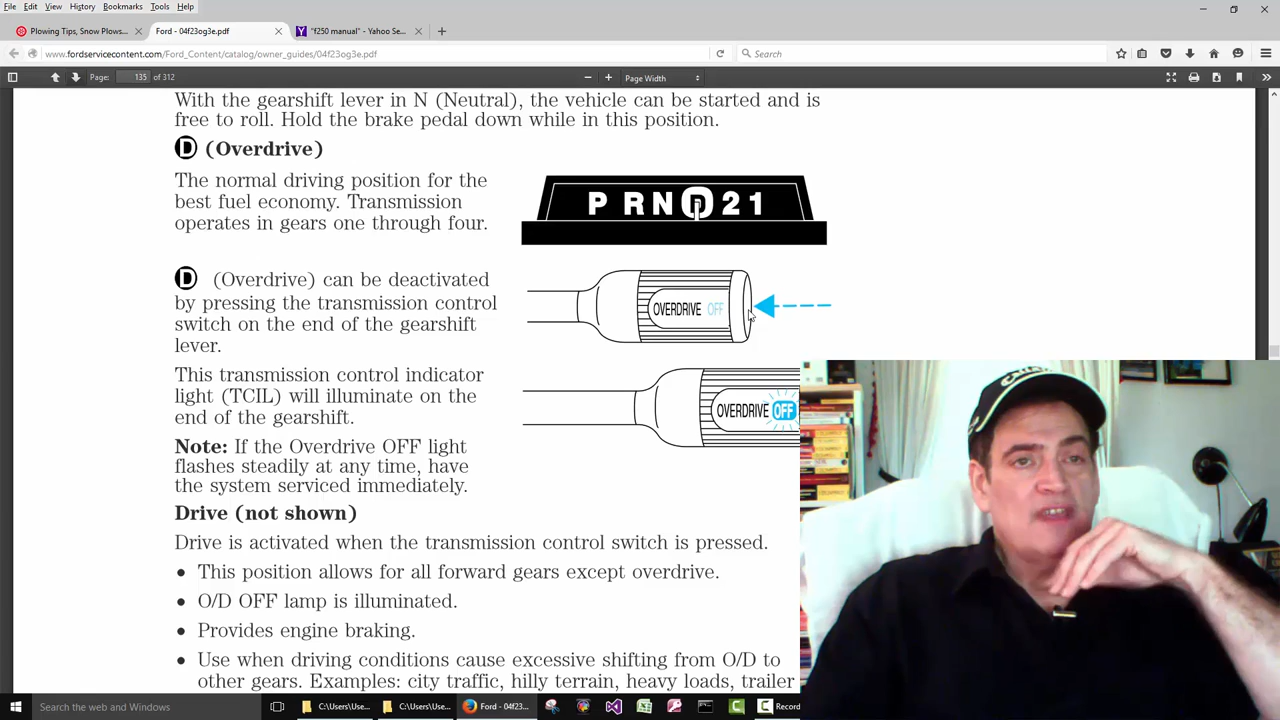 File Edit View History Bookmarks Tools Help
Plowing Tips, Snow Plows... Ford - 04f23og3e.pdf "f250 manual" - Yahoo Se...
www.fordservicecontent.com/Ford_Content/catalog/owner_guides/04f23og3e.pdf Search
Page: 135 of 312 Page Width
With the gearshift lever in N (Neutral), the vehicle can be started and is
free to roll. Hold the brake pedal down while in this position.
D (Overdrive)
The normal driving position for the
best fuel economy. Transmission
operates in gears one through four.
P R N D 2 1
D (Overdrive) can be deactivated
by pressing the transmission control
switch on the end of the gearshift
lever.
OVERDRIVE OFF
This transmission control indicator
light (TCIL) will illuminate on the
end of the gearshift.
OVERDRIVE OFF
Note: If the Overdrive OFF light
flashes steadily at any time, have
the system serviced immediately.
Drive (not shown)
Drive is activated when the transmission control switch is pressed.
• This position allows for all forward gears except overdrive.
• O/D OFF lamp is illuminated.
• Provides engine braking.
• Use when driving conditions cause excessive shifting from O/D to
other gears. Examples: city traffic, hilly terrain, heavy loads, trailer
Search the web and Windows C:\Users\Use... C:\Users\Use... Ford - 04f23... Record